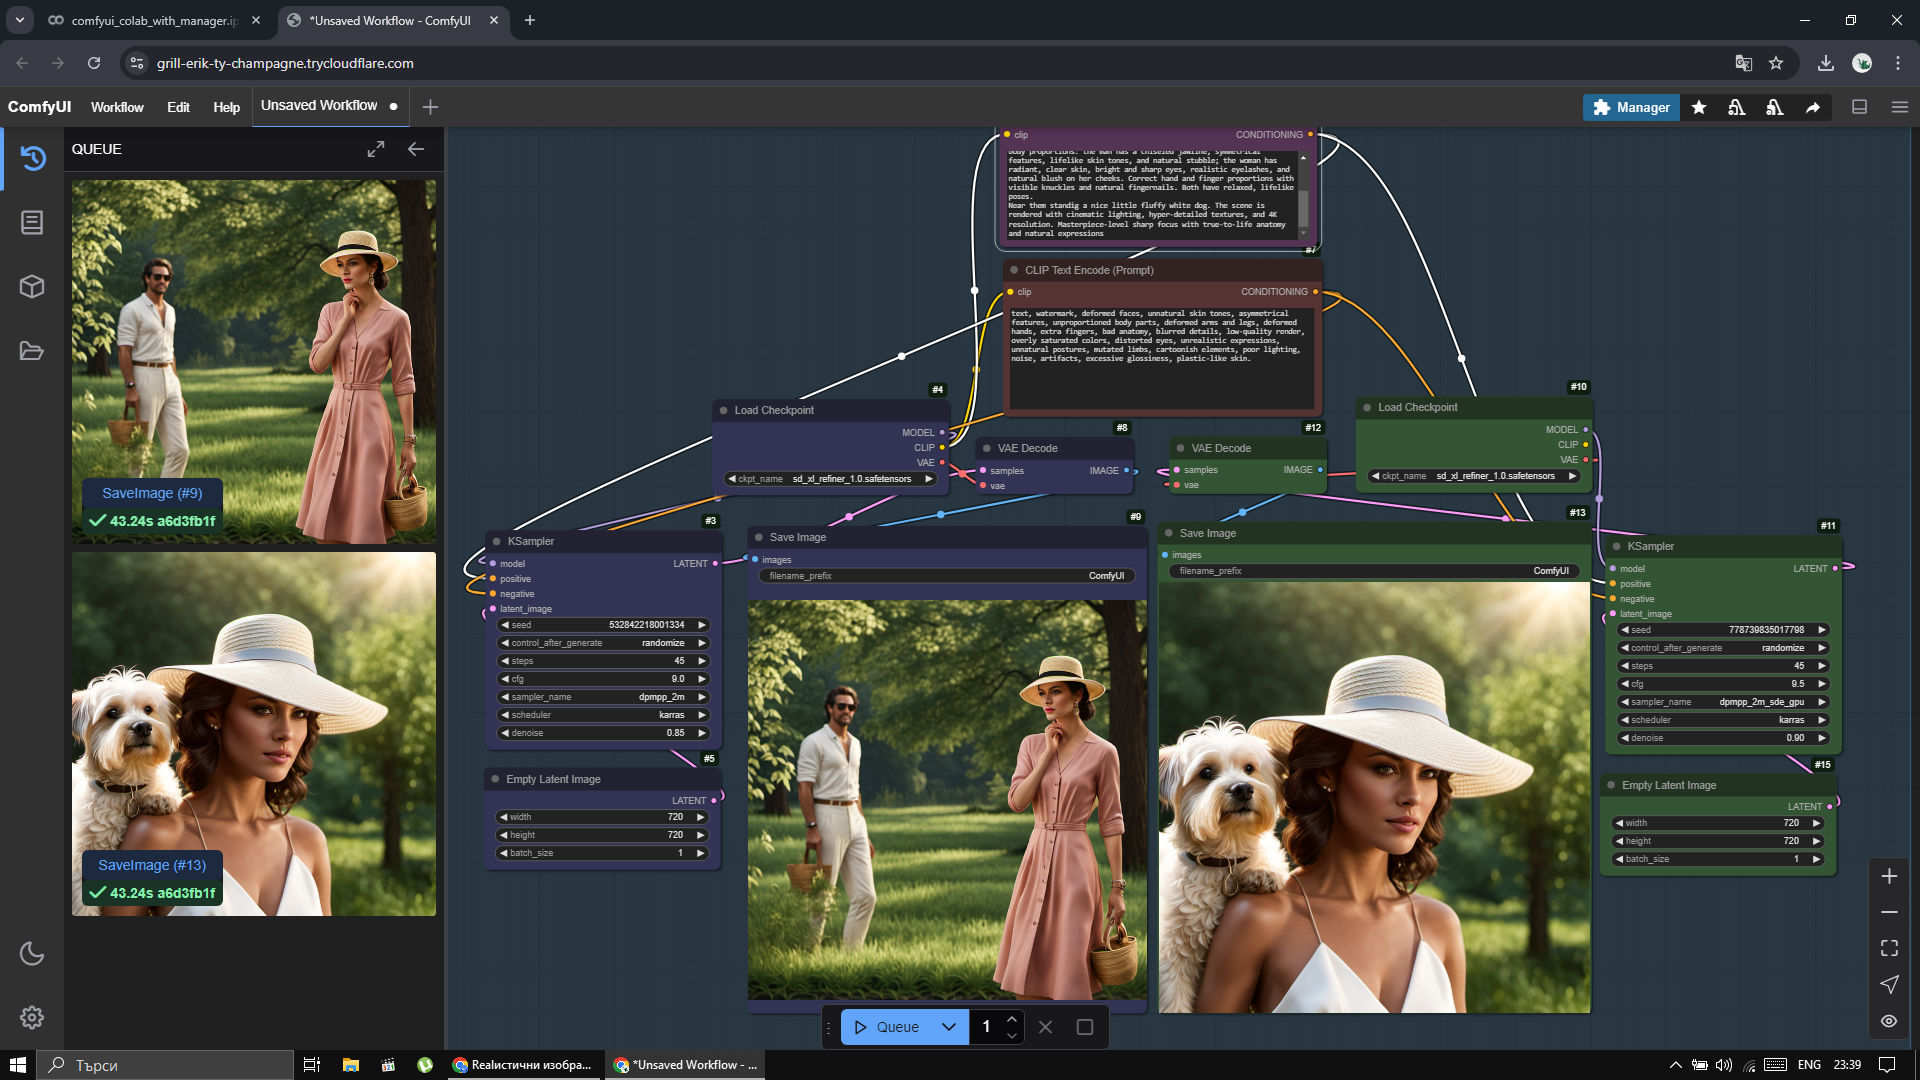 comfyui_colab_with_manager.ip
*Unsaved Workflow - ComfyUI
grill-erik-ty-champagne.trycloudflare.com
ComfyUI
Workflow
Edit
Help
Unsaved Workflow
Manager
QUEUE
SaveImage (#9)
43.24s a6d3fb1f
SaveImage (#13)
43.24s a6d3fb1f
clip
CONDITIONING
body proportions: the man has a chiseled jawline, symmetrical
features, lifelike skin tones, and natural stubble; the woman has
radiant, clear skin, bright and sharp eyes, realistic eyelashes, and
natural blush on her cheeks. Correct hand and finger proportions with
visible knuckles and natural fingernails. Both have relaxed, lifelike
poses.
Near them standig a nice little fluffy white dog. The scene is
rendered with cinematic lighting, hyper-detailed textures, and 4K
resolution. Masterpiece-level sharp focus with true-to-life anatomy
and natural expressions
#7
CLIP Text Encode (Prompt)
clip
CONDITIONING
text, watermark, deformed faces, unnatural skin tones, asymmetrical
features, unproportioned body parts, deformed arms and legs, deformed
hands, extra fingers, bad anatomy, blurred details, low-quality render,
overly saturated colors, distorted eyes, unrealistic expressions,
unnatural postures, mutated limbs, cartoonish elements, poor lighting,
noise, artifacts, excessive glossiness, plastic-like skin.
#4
Load Checkpoint
MODEL
CLIP
VAE
ckpt_name sd_xl_refiner_1.0.safetensors
#8
VAE Decode
samples
IMAGE
vae
#12
VAE Decode
samples
IMAGE
vae
#10
Load Checkpoint
MODEL
CLIP
VAE
ckpt_name sd_xl_refiner_1.0.safetensors
#3
KSampler
model
LATENT
positive
negative
latent_image
seed 532842218001334
control_after_generate randomize
steps 45
cfg 9.0
sampler_name dpmpp_2m
scheduler karras
denoise 0.85
#5
Empty Latent Image
LATENT
width 720
height 720
batch_size 1
#9
Save Image
images
filename_prefix ComfyUI
#13
Save Image
images
filename_prefix ComfyUI
#11
KSampler
model
LATENT
positive
negative
latent_image
seed 778739835017798
control_after_generate randomize
steps 45
cfg 9.5
sampler_name dpmpp_2m_sde_gpu
scheduler karras
denoise 0.90
#15
Empty Latent Image
LATENT
width 720
height 720
batch_size 1
Queue
1
Търси
Реалистични изобра...
*Unsaved Workflow - ...
ENG
23:39